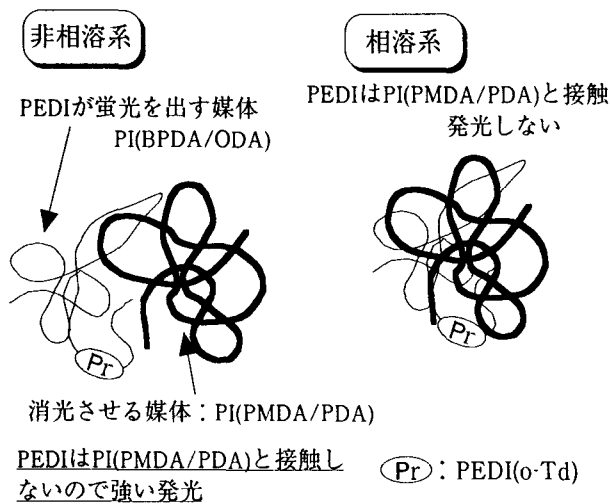 非相溶系
相溶系
PEDIが蛍光を出す媒体
PI(BPDA/ODA)
PEDIはPI(PMDA/PDA)と接触
発光しない
Pr
Pr
消光させる媒体：PI(PMDA/PDA)
PEDIはPI(PMDA/PDA)と接触し
ないので強い発光
Pr：PEDI(o-Td)